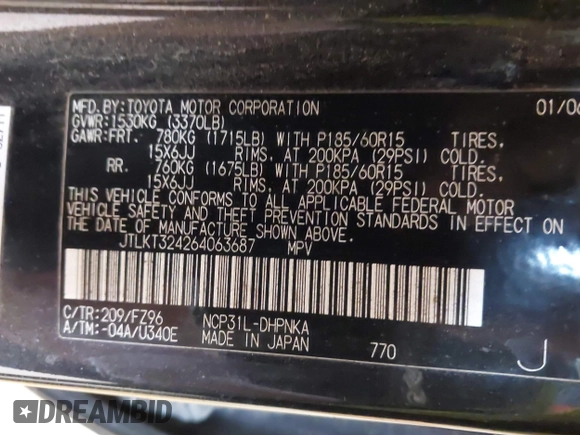 MFD.BY:TOYOTA MOTOR CORPORATION 01/06
GVWR:1530KG (3370LB)
GAWR:FRT. 780KG (1715LB) WITH P185/60R15 TIRES.
15X6JJ RIMS, AT 200KPA (29PSI) COLD.
RR. 760KG (1675LB) WITH P185/60R15 TIRES.
15X6JJ RIMS, AT 200KPA (29PSI) COLD.
THIS VEHICLE CONFORMS TO ALL APPLICABLE FEDERAL MOTOR
VEHICLE SAFETY AND THEFT PREVENTION STANDARDS IN EFFECT ON
THE DATE OF MANUFACTURE SHOWN ABOVE.
JTLKT324264063687 MPV
C/TR:209/FZ96 NCP31L-DHPNKA
A/TM:-04A/U340E MADE IN JAPAN 770 J
DREAMBID